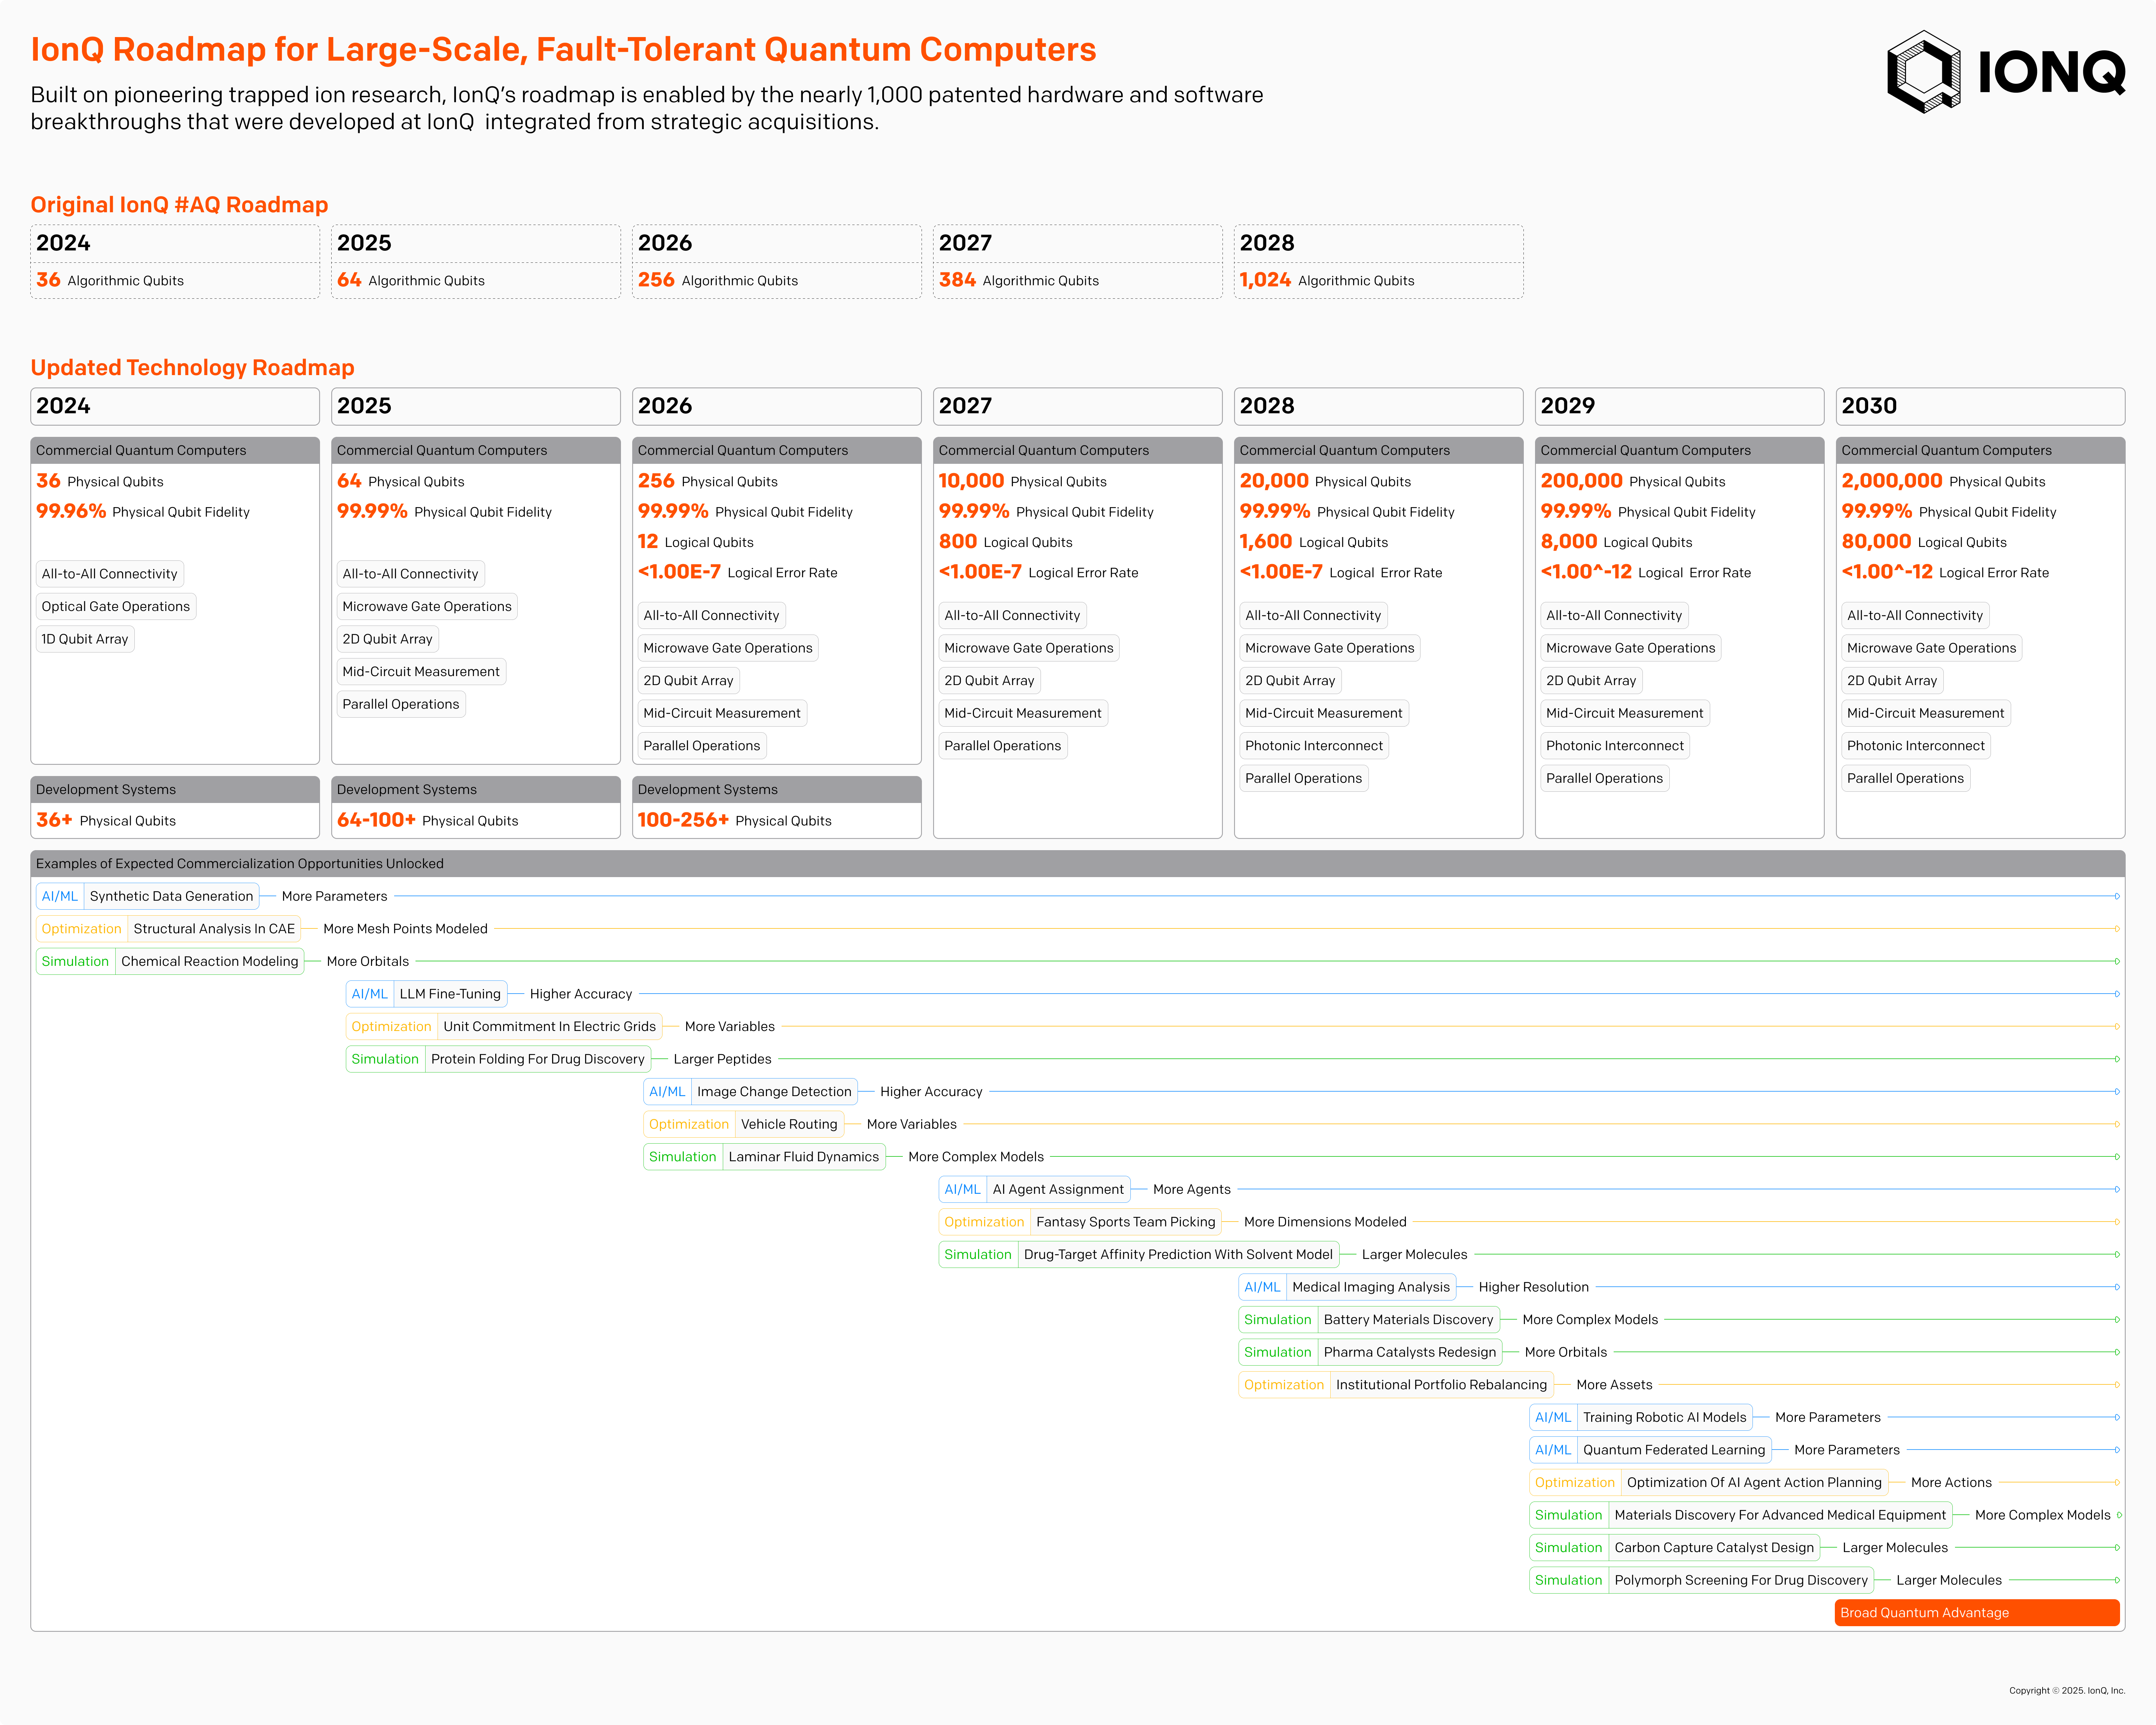 IonQ Roadmap for Large-Scale, Fault-Tolerant Quantum Computers
IONQ
Built on pioneering trapped ion research, IonQ's roadmap is enabled by the nearly 1,000 patented hardware and software
breakthroughs that were developed at IonQ  integrated from strategic acquisitions.
Original IonQ #AQ Roadmap
2024
36 Algorithmic Qubits
2025
64 Algorithmic Qubits
2026
256 Algorithmic Qubits
2027
384 Algorithmic Qubits
2028
1,024 Algorithmic Qubits
Updated Technology Roadmap
2024
Commercial Quantum Computers
36 Physical Qubits
99.96% Physical Qubit Fidelity
All-to-All Connectivity
Optical Gate Operations
1D Qubit Array
Development Systems
36+ Physical Qubits
2025
Commercial Quantum Computers
64 Physical Qubits
99.99% Physical Qubit Fidelity
All-to-All Connectivity
Microwave Gate Operations
2D Qubit Array
Mid-Circuit Measurement
Parallel Operations
Development Systems
64-100+ Physical Qubits
2026
Commercial Quantum Computers
256 Physical Qubits
99.99% Physical Qubit Fidelity
12 Logical Qubits
<1.00E-7 Logical Error Rate
All-to-All Connectivity
Microwave Gate Operations
2D Qubit Array
Mid-Circuit Measurement
Parallel Operations
Development Systems
100-256+ Physical Qubits
2027
Commercial Quantum Computers
10,000 Physical Qubits
99.99% Physical Qubit Fidelity
800 Logical Qubits
<1.00E-7 Logical Error Rate
All-to-All Connectivity
Microwave Gate Operations
2D Qubit Array
Mid-Circuit Measurement
Parallel Operations
2028
Commercial Quantum Computers
20,000 Physical Qubits
99.99% Physical Qubit Fidelity
1,600 Logical Qubits
<1.00E-7 Logical Error Rate
All-to-All Connectivity
Microwave Gate Operations
2D Qubit Array
Mid-Circuit Measurement
Photonic Interconnect
Parallel Operations
2029
Commercial Quantum Computers
200,000 Physical Qubits
99.99% Physical Qubit Fidelity
8,000 Logical Qubits
<1.00^-12 Logical Error Rate
All-to-All Connectivity
Microwave Gate Operations
2D Qubit Array
Mid-Circuit Measurement
Photonic Interconnect
Parallel Operations
2030
Commercial Quantum Computers
2,000,000 Physical Qubits
99.99% Physical Qubit Fidelity
80,000 Logical Qubits
<1.00^-12 Logical Error Rate
All-to-All Connectivity
Microwave Gate Operations
2D Qubit Array
Mid-Circuit Measurement
Photonic Interconnect
Parallel Operations
Examples of Expected Commercialization Opportunities Unlocked
AI/ML Synthetic Data Generation More Parameters
Optimization Structural Analysis In CAE More Mesh Points Modeled
Simulation Chemical Reaction Modeling More Orbitals
AI/ML LLM Fine-Tuning Higher Accuracy
Optimization Unit Commitment In Electric Grids More Variables
Simulation Protein Folding For Drug Discovery Larger Peptides
AI/ML Image Change Detection Higher Accuracy
Optimization Vehicle Routing More Variables
Simulation Laminar Fluid Dynamics More Complex Models
AI/ML AI Agent Assignment More Agents
Optimization Fantasy Sports Team Picking More Dimensions Modeled
Simulation Drug-Target Affinity Prediction With Solvent Model Larger Molecules
AI/ML Medical Imaging Analysis Higher Resolution
Simulation Battery Materials Discovery More Complex Models
Simulation Pharma Catalysts Redesign More Orbitals
Optimization Institutional Portfolio Rebalancing More Assets
AI/ML Training Robotic AI Models More Parameters
AI/ML Quantum Federated Learning More Parameters
Optimization Optimization Of AI Agent Action Planning More Actions
Simulation Materials Discovery For Advanced Medical Equipment More Complex Models
Simulation Carbon Capture Catalyst Design Larger Molecules
Simulation Polymorph Screening For Drug Discovery Larger Molecules
Broad Quantum Advantage
Copyright © 2025. IonQ, Inc.